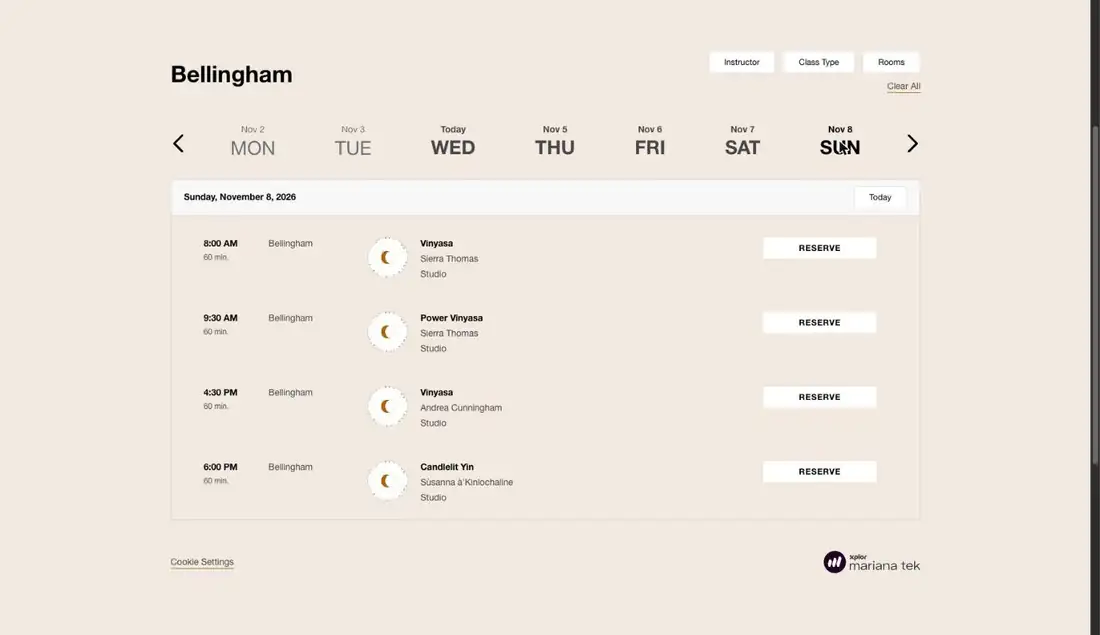 Bellingham
Instructor
Class Type
Rooms
Clear All
Nov 2
MON
Nov 3
TUE
Today
WED
Nov 5
THU
Nov 6
FRI
Nov 7
SAT
Nov 8
SUN
Sunday, November 8, 2026
Today
8:00 AM
60 min.
Bellingham
Vinyasa
Sierra Thomas
Studio
RESERVE
9:30 AM
60 min.
Bellingham
Power Vinyasa
Sierra Thomas
Studio
RESERVE
4:30 PM
60 min.
Bellingham
Vinyasa
Andrea Cunningham
Studio
RESERVE
6:00 PM
60 min.
Bellingham
Candlelit Yin
Sùsanna à'Kinlochaline
Studio
RESERVE
Cookie Settings
xplor
mariana tek